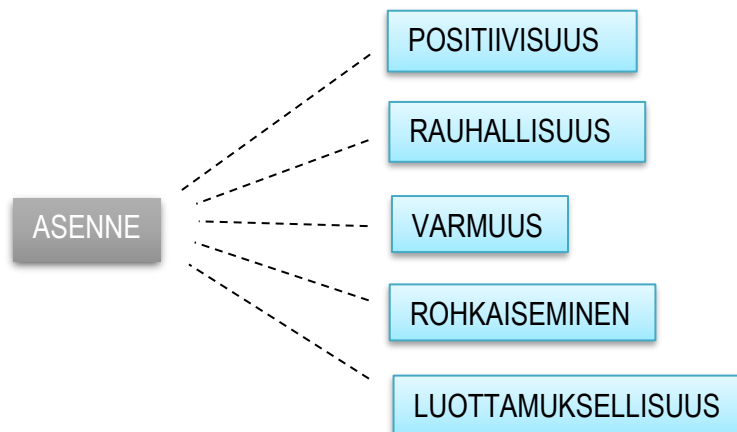 POSITIIVISUUS
RAUHALLISUUS
ASENNE
VARMUUS
ROHKAISEMINEN
LUOTTAMUKSELLISUUS